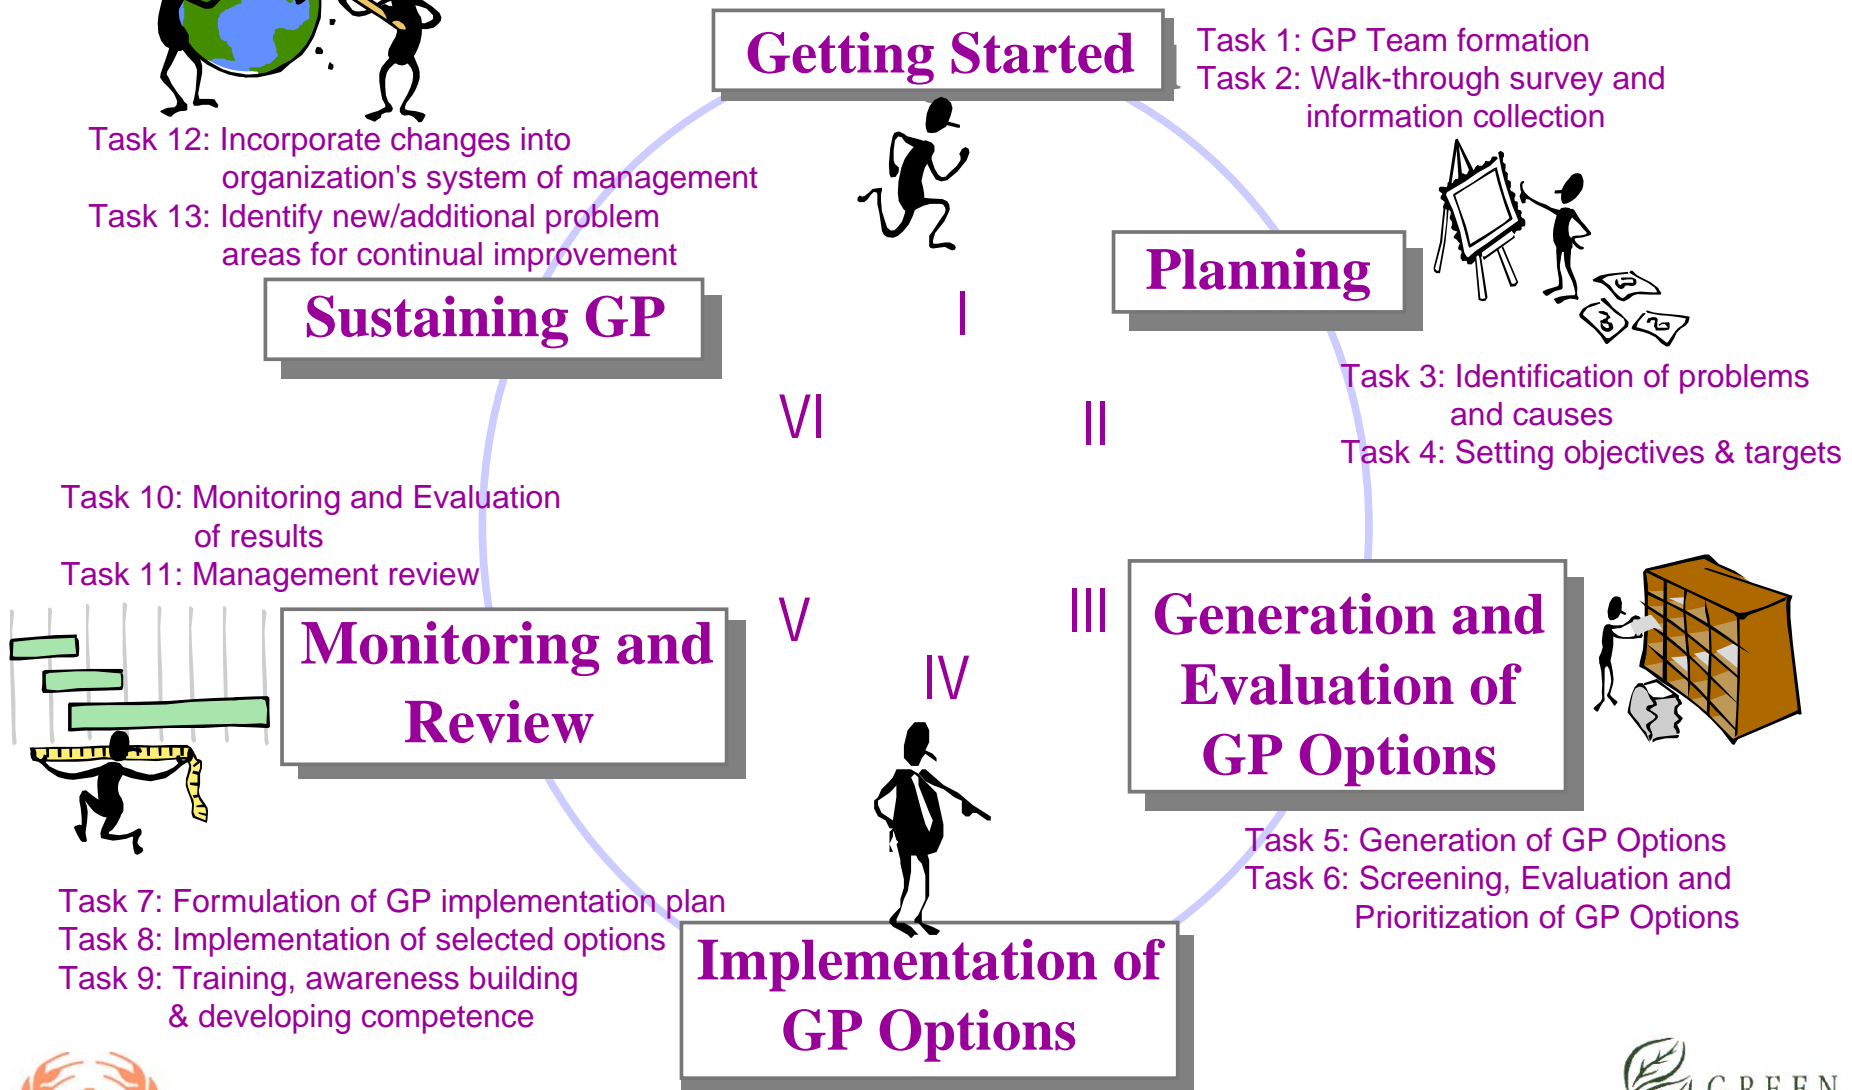 Getting Started
Task 1: GP Team formation
Task 2: Walk-through survey and
information collection
Planning
Task 3: Identification of problems
and causes
Task 4: Setting objectives & targets
Generation and
Evaluation of
GP Options
Task 5: Generation of GP Options
Task 6: Screening, Evaluation and
Prioritization of GP Options
Implementation of
GP Options
Task 7: Formulation of GP implementation plan
Task 8: Implementation of selected options
Task 9: Training, awareness building
& developing competence
Monitoring and
Review
Task 10: Monitoring and Evaluation
of results
Task 11: Management review
Sustaining GP
Task 12: Incorporate changes into
organization's system of management
Task 13: Identify new/additional problem
areas for continual improvement
I
II
III
IV
V
VI
3
2
GREEN